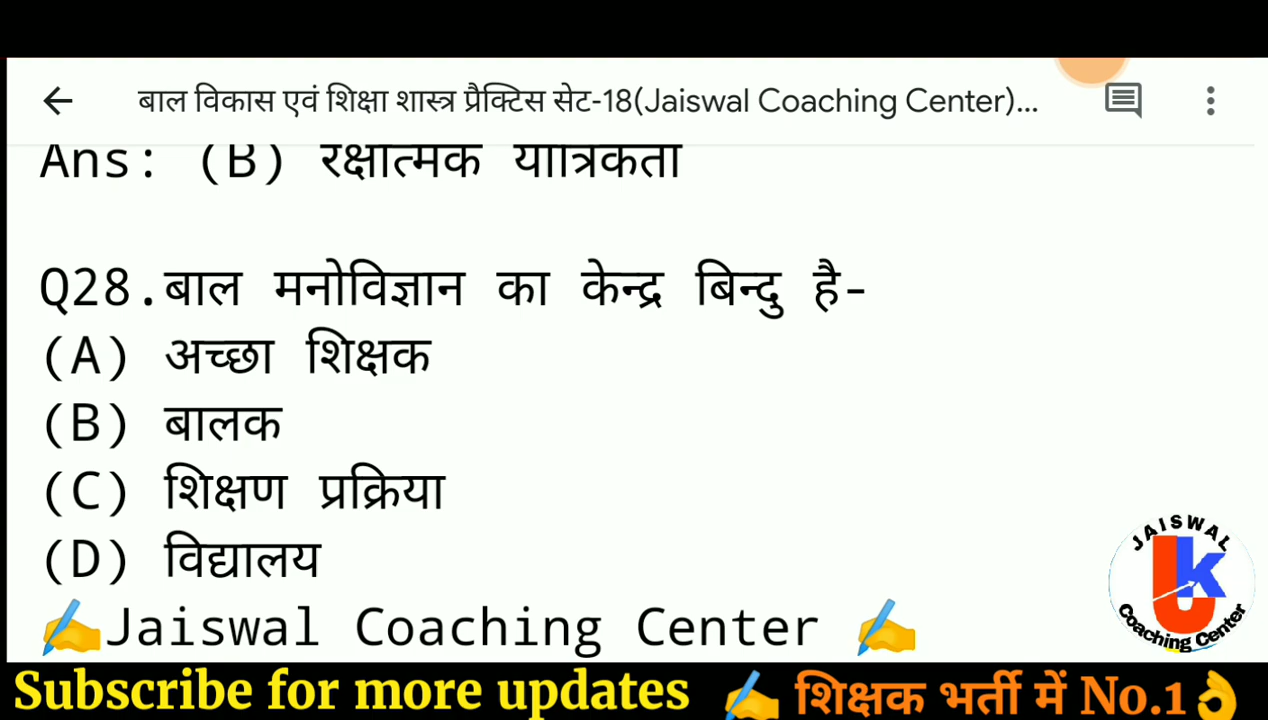 बाल विकास एवं शिक्षा शास्त्र प्रैक्टिस सेट-18(Jaiswal Coaching Center)...
Ans: (B) रक्षात्मक यांत्रिकता
Q28.बाल मनोविज्ञान का केन्द्र बिन्दु है-
(A) अच्छा शिक्षक
(B) बालक
(C) शिक्षण प्रक्रिया
(D) विद्यालय
✍Jaiswal Coaching Center ✍
JAISWAL
UK
Coaching Center
Subscribe for more updates ✍ शिक्षक भर्ती में No.1👌